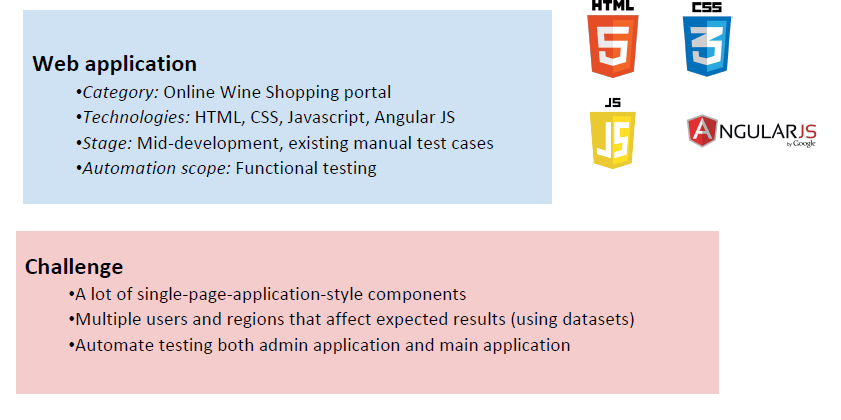 HTML
5
CSS
3
Web application
•Category: Online Wine Shopping portal
•Technologies: HTML, CSS, Javascript, Angular JS
•Stage: Mid-development, existing manual test cases
•Automation scope: Functional testing
JS
JS
ANGULARJS
by Google
Challenge
•A lot of single-page-application-style components
•Multiple users and regions that affect expected results (using datasets)
•Automate testing both admin application and main application